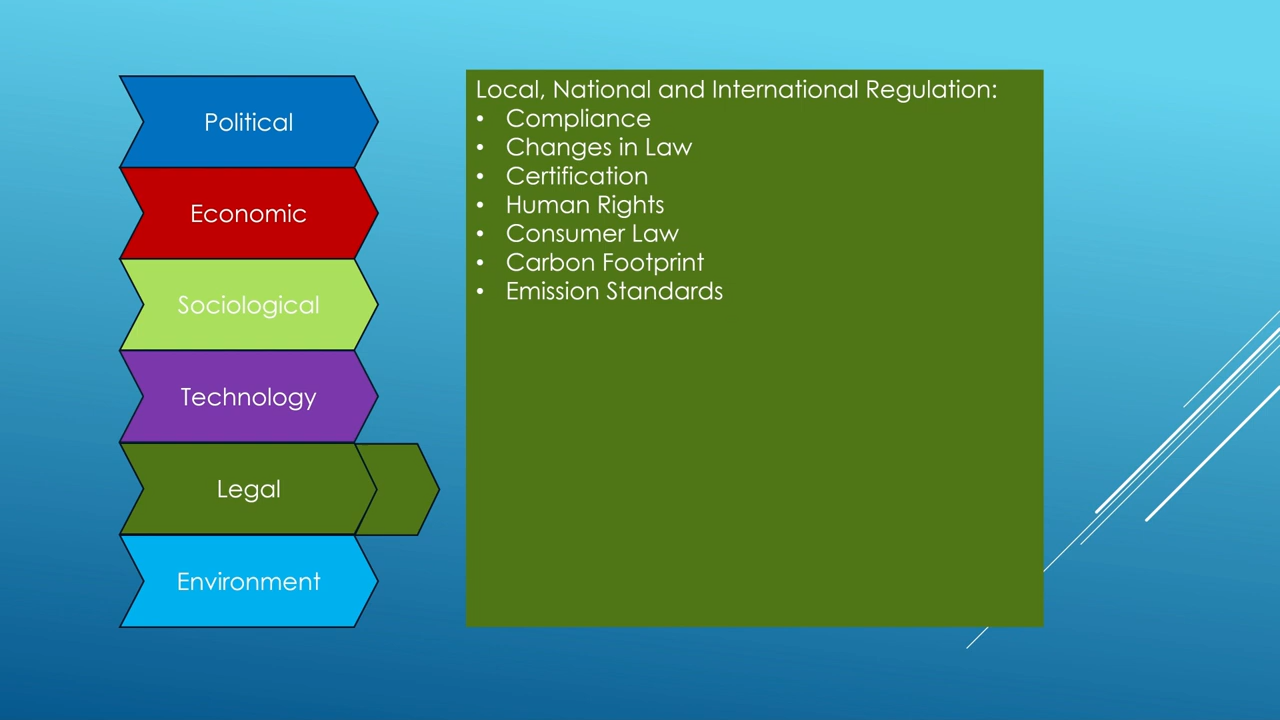 Political
Economic
Sociological
Technology
Legal
Environment
Local, National and International Regulation:
• Compliance
• Changes in Law
• Certification
• Human Rights
• Consumer Law
• Carbon Footprint
• Emission Standards